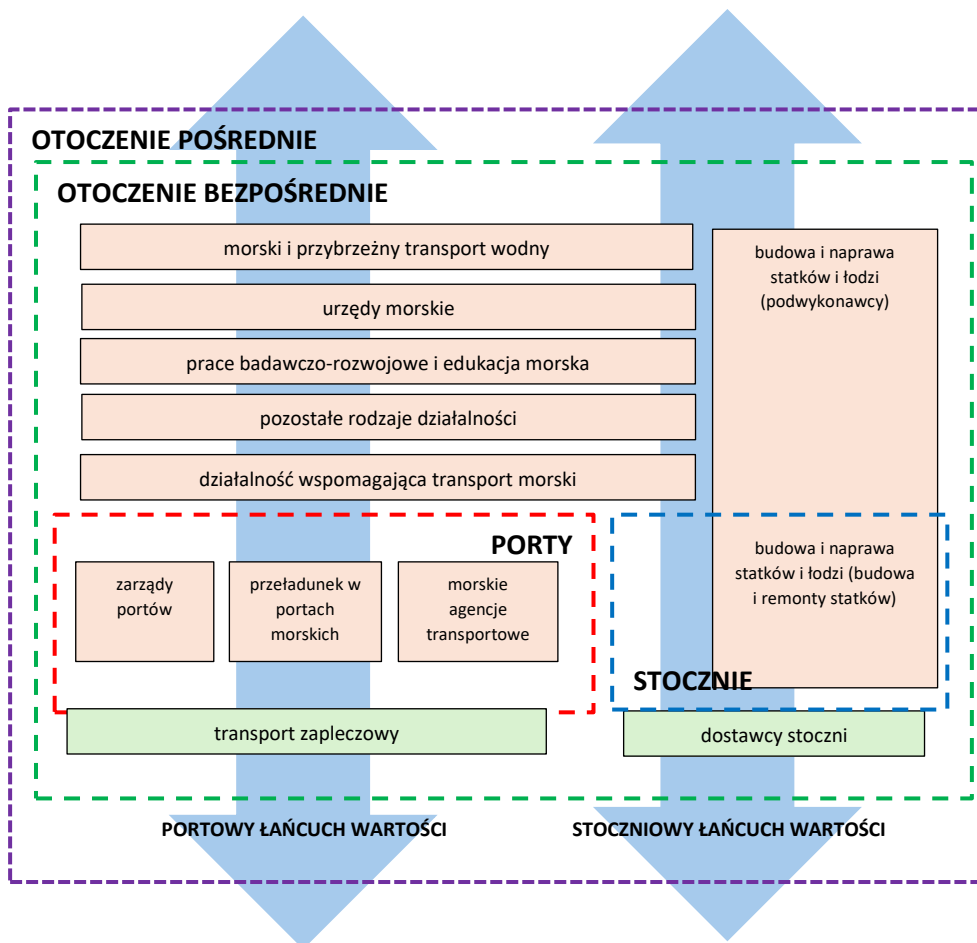 OTOCZENIE POŚREDNIE
OTOCZENIE BEZPOŚREDNIE
morski i przybrzeżny transport wodny
urzędy morskie
prace badawczo-rozwojowe i edukacja morska
pozostałe rodzaje działalności
działalność wspomagająca transport morski
budowa i naprawa
statków i łodzi
(podwykonawcy)
PORTY
zarządy
portów
przeładunek w
portach
morskich
morskie
agencje
transportowe
budowa i naprawa
statków i łodzi (budowa
i remonty statków)
STOCZNIE
transport zapleczowy
dostawcy stoczni
PORTOWY ŁAŃCUCH WARTOŚCI
STOCZNIOWY ŁAŃCUCH WARTOŚCI